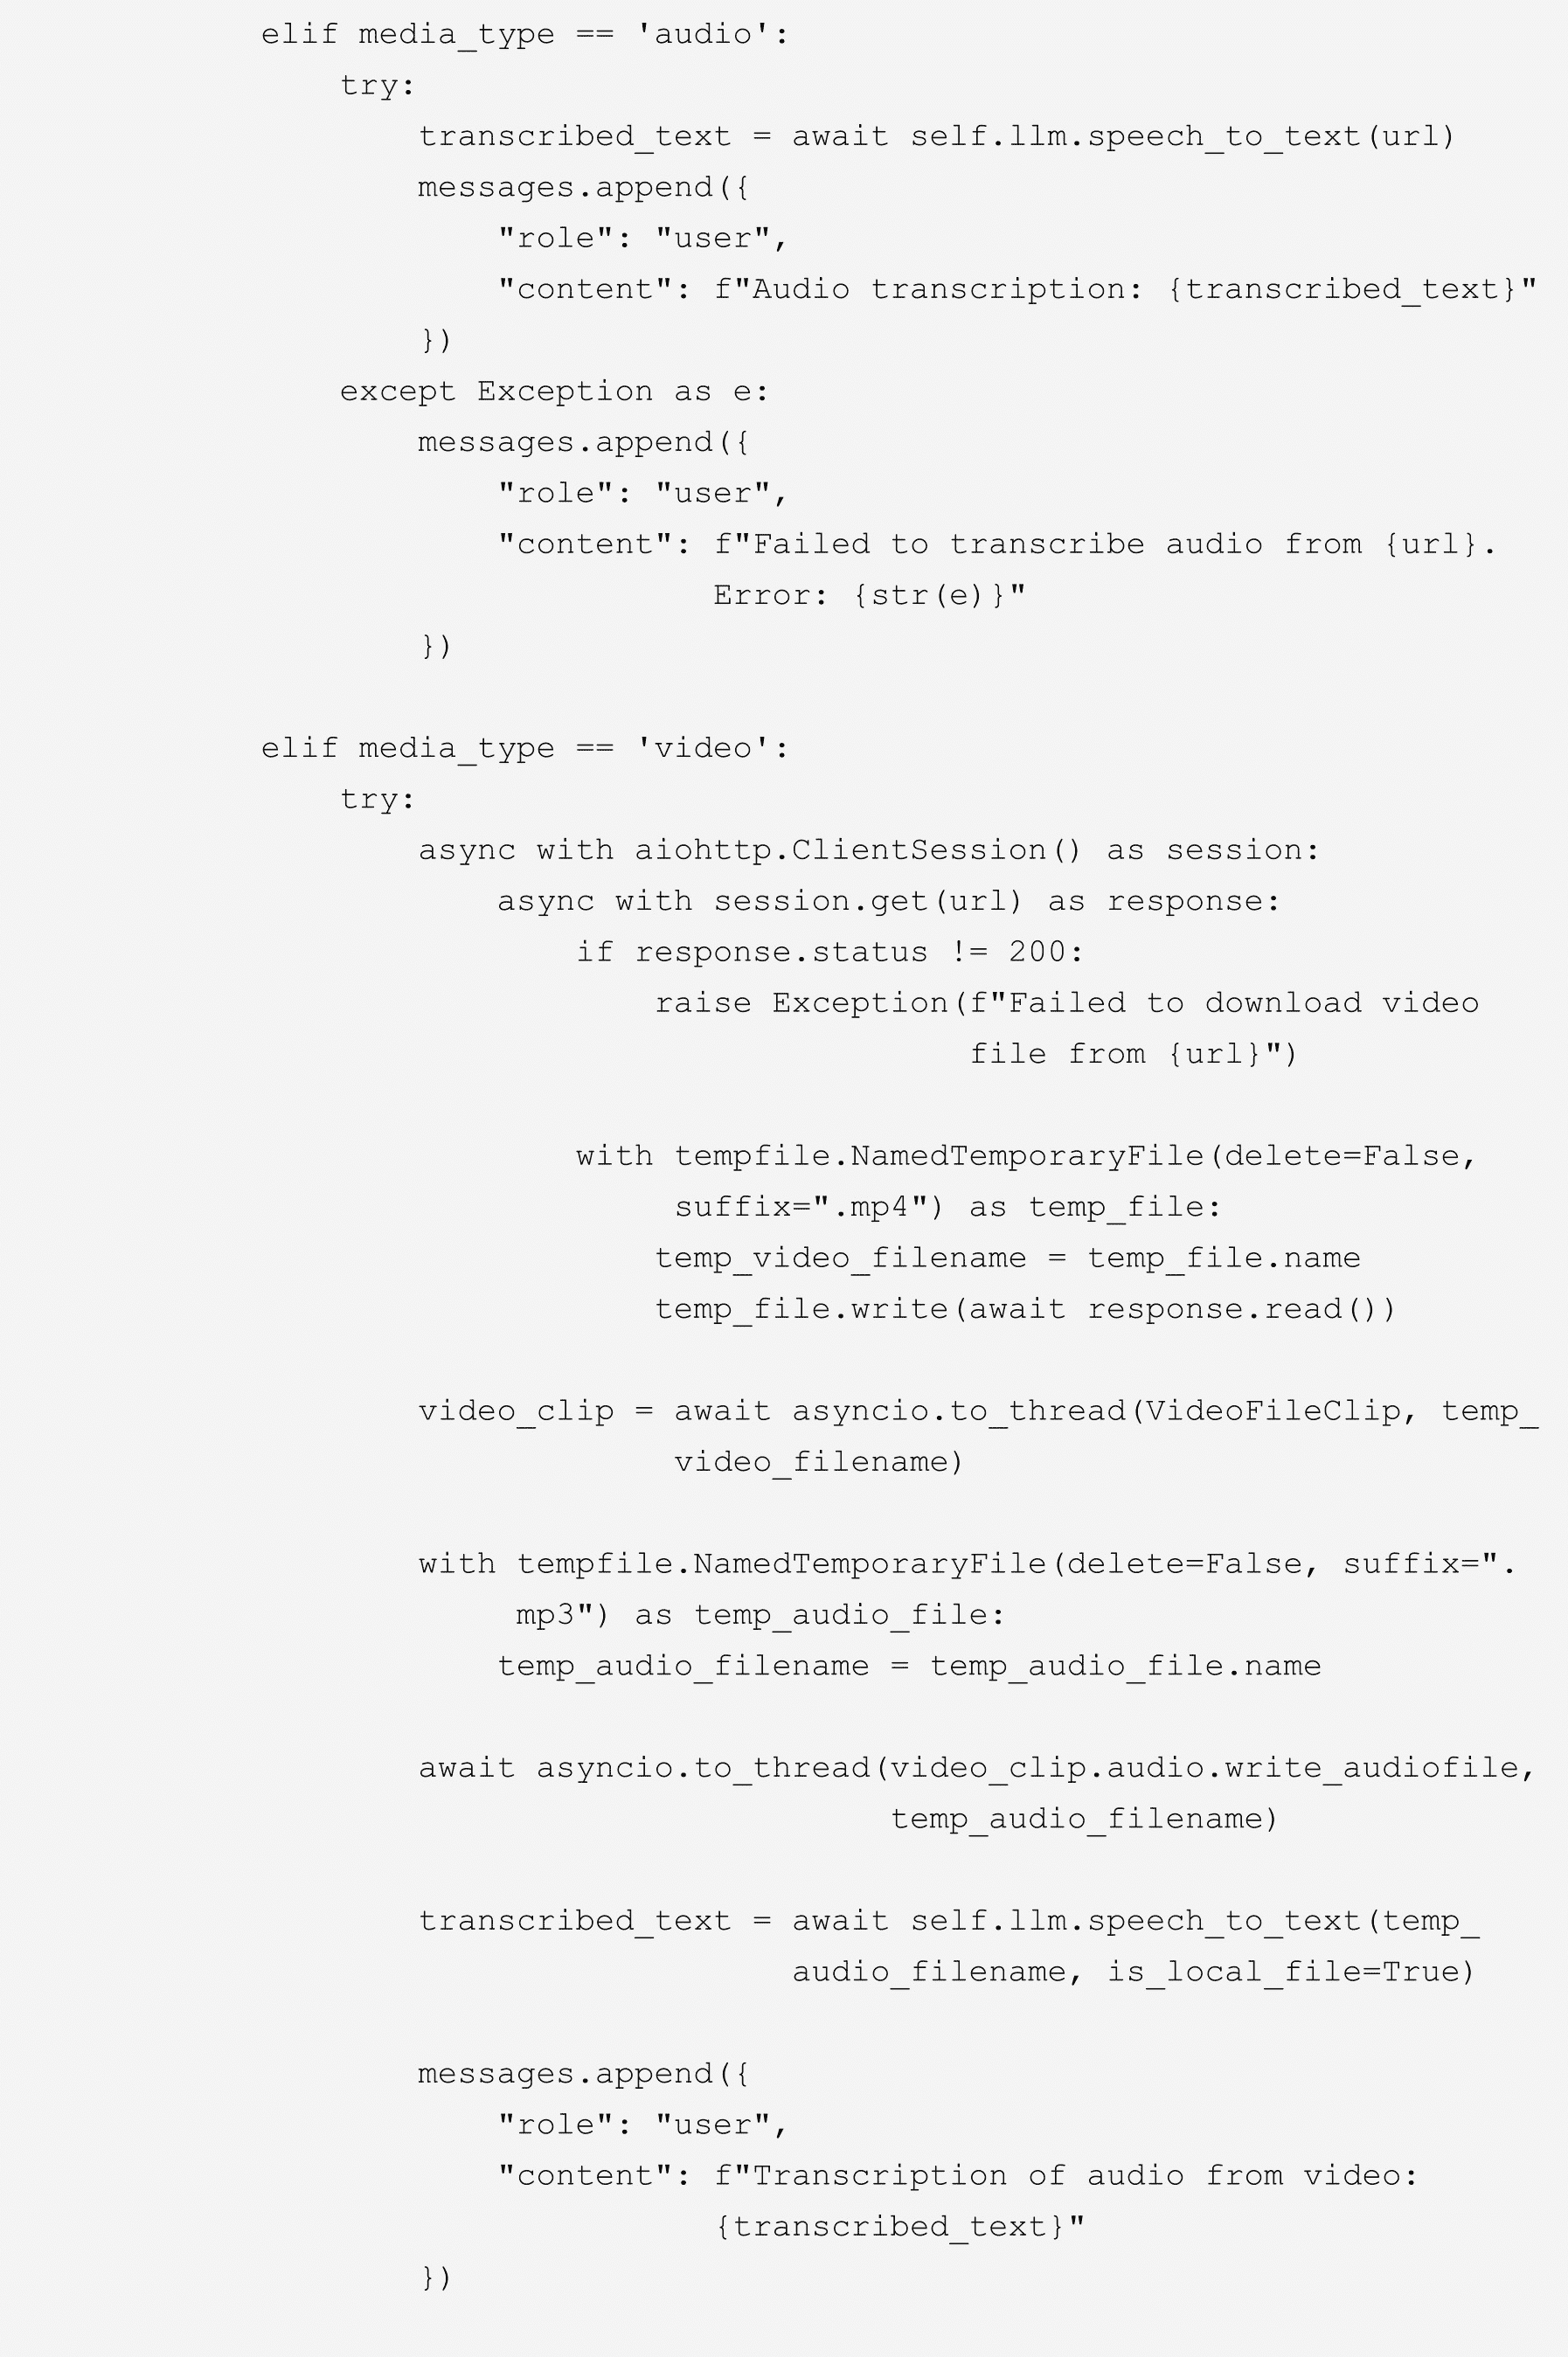 elif media_type == 'audio':
    try:
        transcribed_text = await self.llm.speech_to_text(url)
        messages.append({
            "role": "user",
            "content": f"Audio transcription: {transcribed_text}"
        })
    except Exception as e:
        messages.append({
            "role": "user",
            "content": f"Failed to transcribe audio from {url}.
                       Error: {str(e)}"
        })

elif media_type == 'video':
    try:
        async with aiohttp.ClientSession() as session:
            async with session.get(url) as response:
                if response.status != 200:
                    raise Exception(f"Failed to download video
                                    file from {url}")

                with tempfile.NamedTemporaryFile(delete=False,
                     suffix=".mp4") as temp_file:
                    temp_video_filename = temp_file.name
                    temp_file.write(await response.read())

        video_clip = await asyncio.to_thread(VideoFileClip, temp_
                     video_filename)

        with tempfile.NamedTemporaryFile(delete=False, suffix=".
             mp3") as temp_audio_file:
            temp_audio_filename = temp_audio_file.name

        await asyncio.to_thread(video_clip.audio.write_audiofile,
                                temp_audio_filename)

        transcribed_text = await self.llm.speech_to_text(temp_
                           audio_filename, is_local_file=True)

        messages.append({
            "role": "user",
            "content": f"Transcription of audio from video:
                       {transcribed_text}"
        })